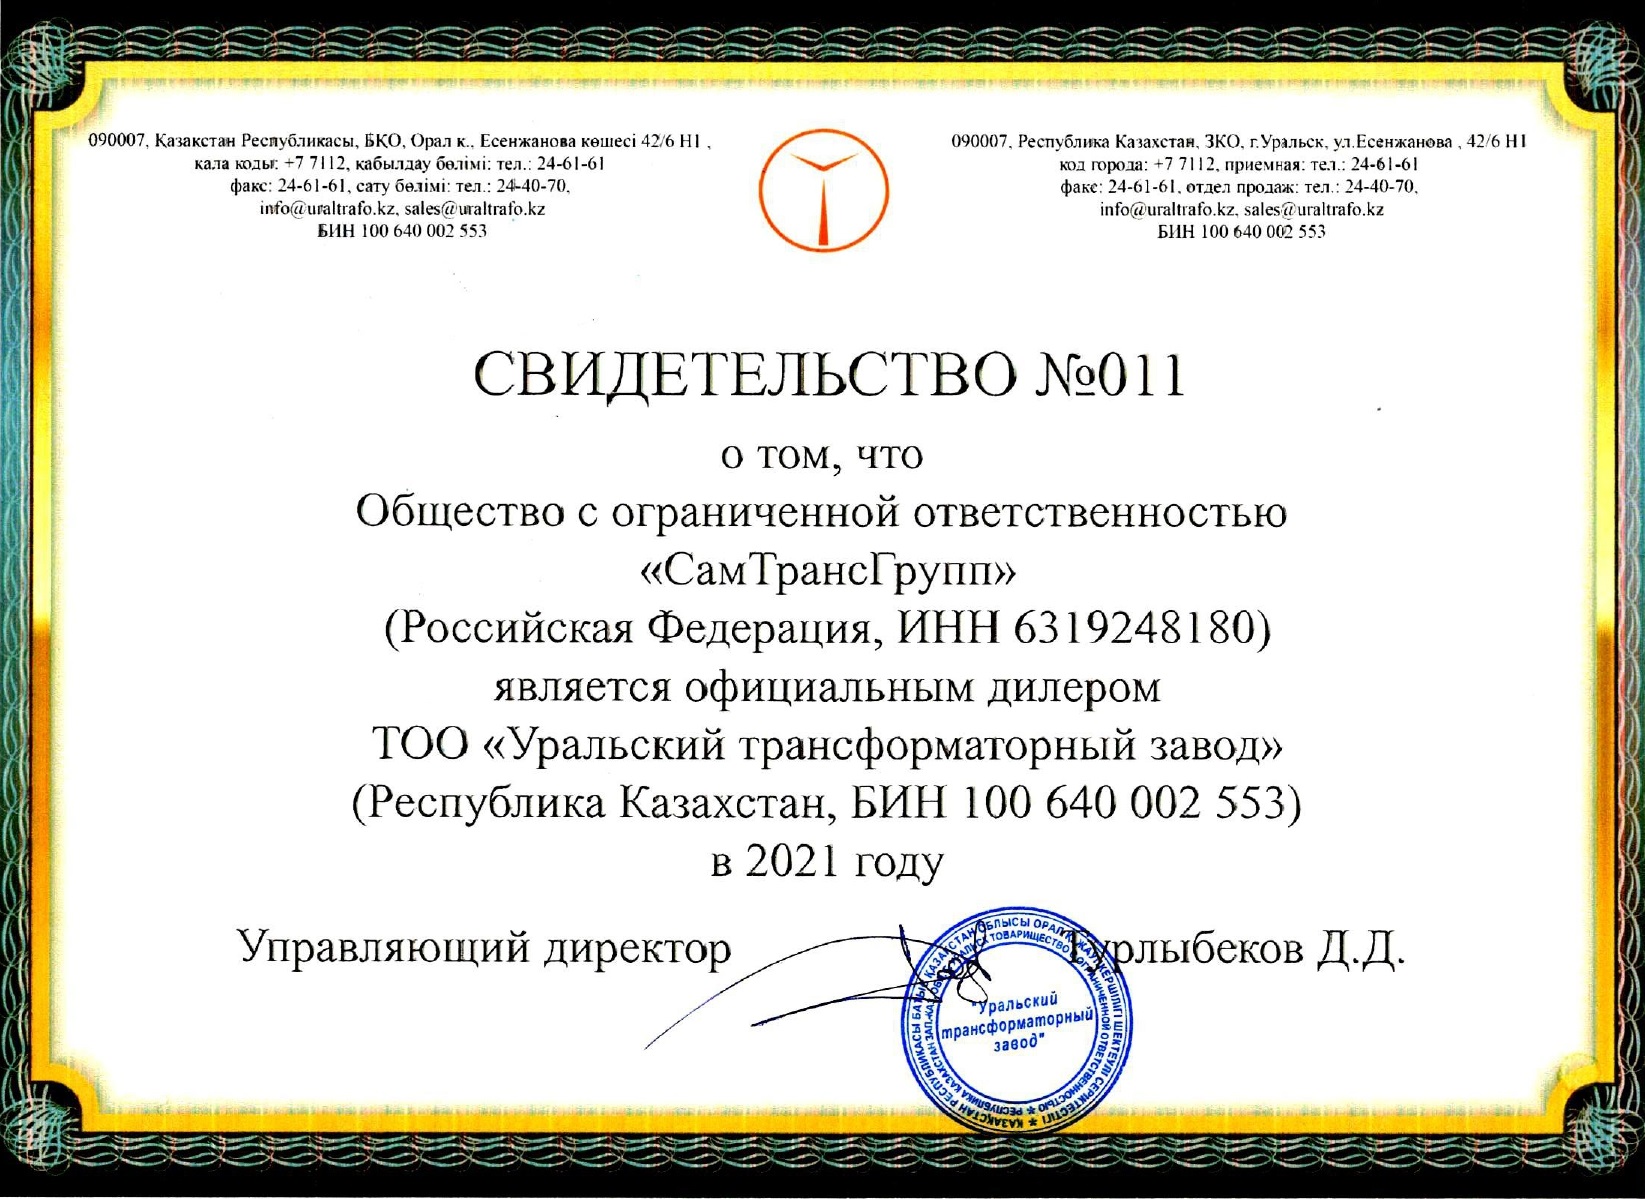 090007, Қазақстан Республикасы, БҚО, Орал к., Есенжанова көшесі 42/6 Н1 ,
кала коды: +7 7112, кабылдау бөлімі: тел.: 24-61-61
факс: 24-61-61, сату бөлімі: тел.: 24-40-70,
info@uraltrafo.kz, sales@uraltrafo.kz
БИН 100 640 002 553
090007, Республика Казахстан, ЗКО, г.Уральск, ул.Есенжанова , 42/6 Н1
код города: +7 7112, приемная: тел.: 24-61-61
факс: 24-61-61, отдел продаж: тел.: 24-40-70,
info@uraltrafo.kz, sales@uraltrafo.kz
БИН 100 640 002 553
СВИДЕТЕЛЬСТВО №011
о том, что
Общество с ограниченной ответственностью
«СамТрансГрупп»
(Российская Федерация, ИНН 6319248180)
является официальным дилером
ТОО «Уральский трансформаторный завод»
(Республика Казахстан, БИН 100 640 002 553)
в 2021 году
Управляющий директор
Турлыбеков Д.Д.
"Уральский
трансформаторный
завод"